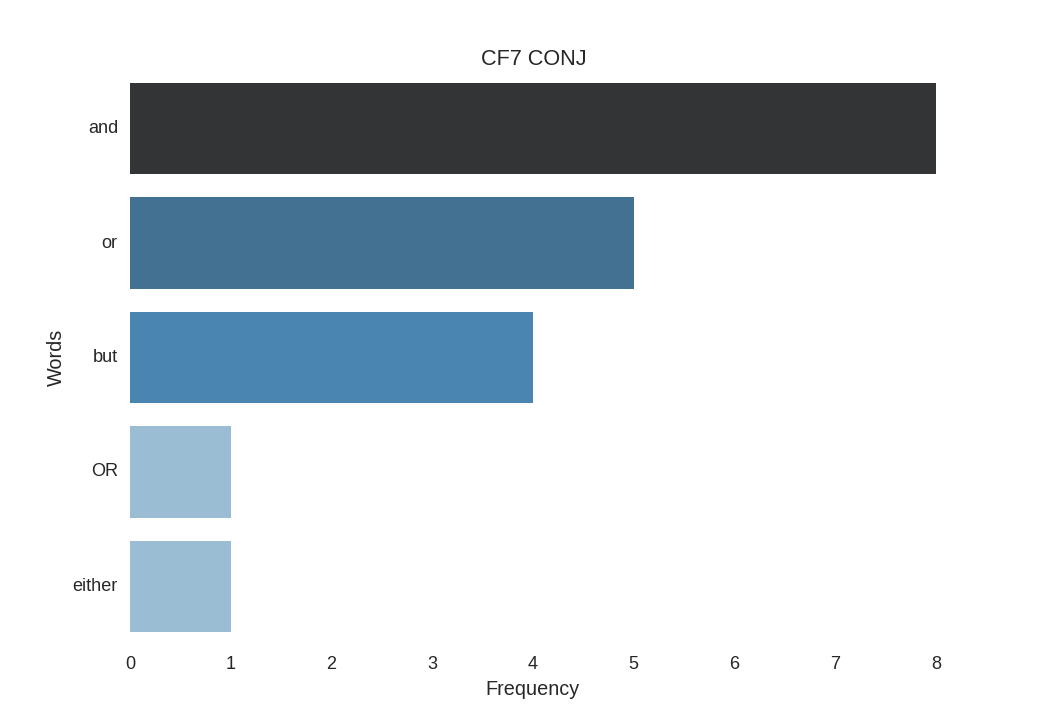 CF7 CONJ
and
or
but
OR
either
Words
0 1 2 3 4 5 6 7 8
Frequency